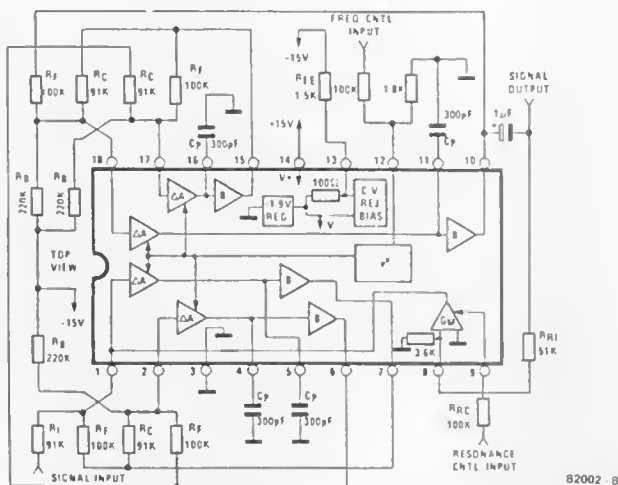 FREQ CNTL
INPUT
-15V
SIGNAL
OUTPUT
RF
100K
RC
91K
RC
91K
RF
100K
REE
1.5K
100K
1.8K
300pF
CP
1µF
CP
300pF
+15V
18
17
16
15
14
13
12
11
10
V+
100Ω
-1.9V
REG
C.V
REJ
BIAS
V-
RB
220K
RB
220K
ΔA
B
ΔA
B
TOP
VIEW
ΔA
B
ΔA
B
GM
3.6K
-15V
RB
220K
RRI
51K
1
2
3
4
5
6
7
8
9
CP
300pF
CP
300pF
RI
91K
RF
100K
RC
91K
RF
100K
RRC
100K
SIGNAL INPUT
RESONANCE
CNTL INPUT
82002 - 8